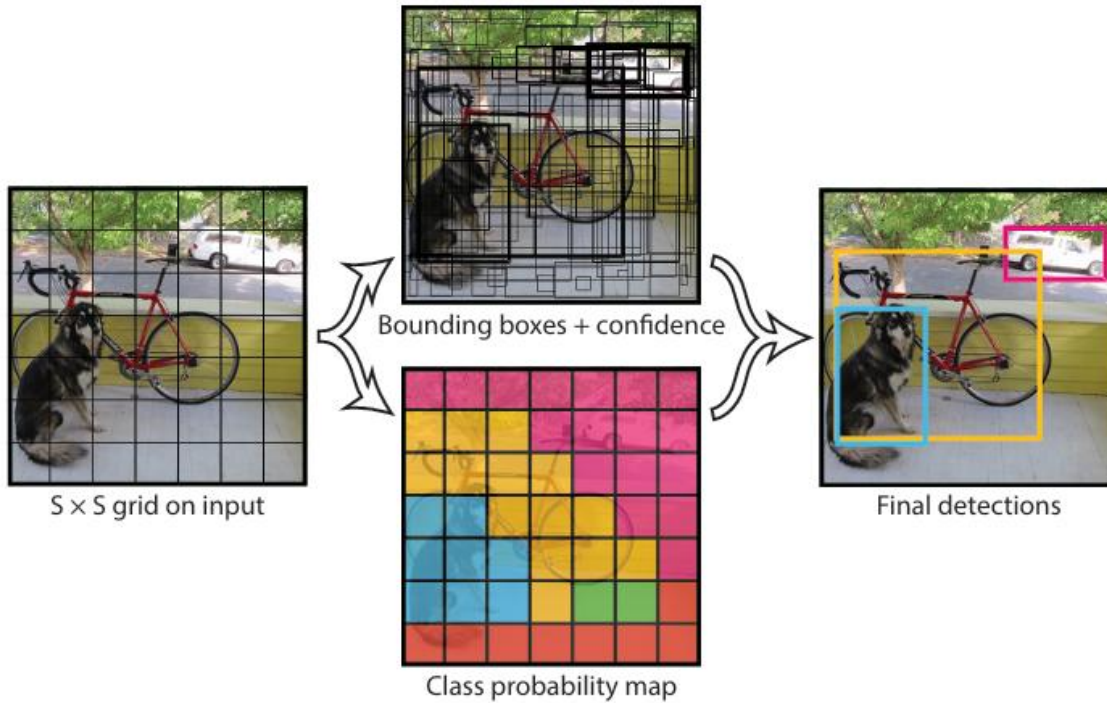 Bounding boxes + confidence
S × S grid on input
Final detections
Class probability map